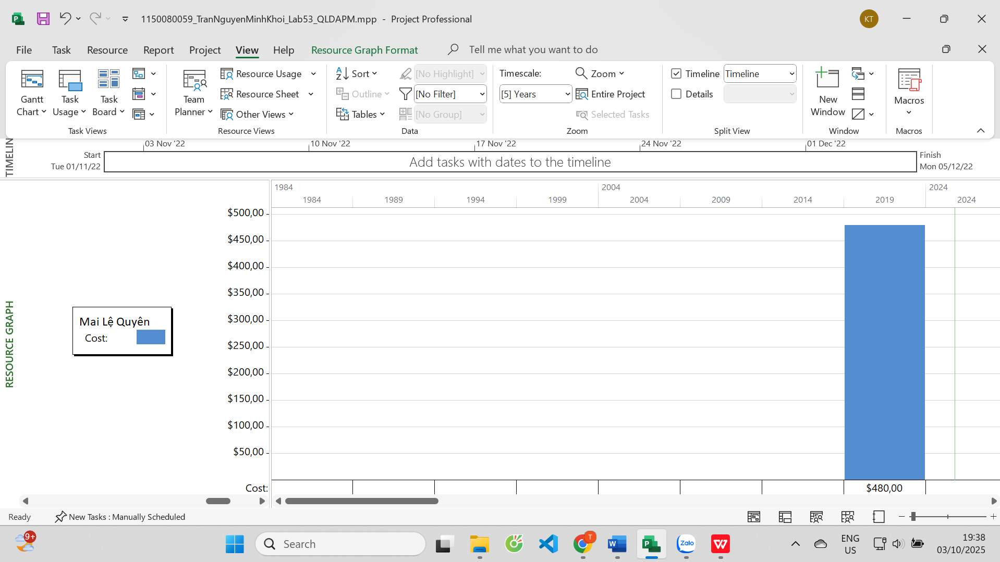 1150080059_TranNguyenMinhKhoi_Lab53_QLDAPM.mpp - Project Professional
KT
File Task Resource Report Project View Help Resource Graph Format Tell me what you want to do
Gantt Chart
Task Usage
Task Board
Task Views
Team Planner
Resource Usage
Resource Sheet
Other Views
Resource Views
Sort
Outline
Tables
[No Highlight]
[No Filter]
[No Group]
Data
Timescale:
[5] Years
Zoom
Entire Project
Selected Tasks
Zoom
Timeline Timeline
Details
Split View
New Window
Window
Macros
Macros
TIMELIN
03 Nov '22 10 Nov '22 17 Nov '22 24 Nov '22 01 Dec '22
Start
Tue 01/11/22
Add tasks with dates to the timeline
Finish
Mon 05/12/22
1984 2004 2024
1984 1989 1994 1999 2004 2009 2014 2019 2024
RESOURCE GRAPH
Mai Lệ Quyên
Cost:
$500,00
$450,00
$400,00
$350,00
$300,00
$250,00
$200,00
$150,00
$100,00
$50,00
Cost: $480,00
Ready New Tasks : Manually Scheduled
9+
Search
T
Zalo
ENG
US
19:38
03/10/2025